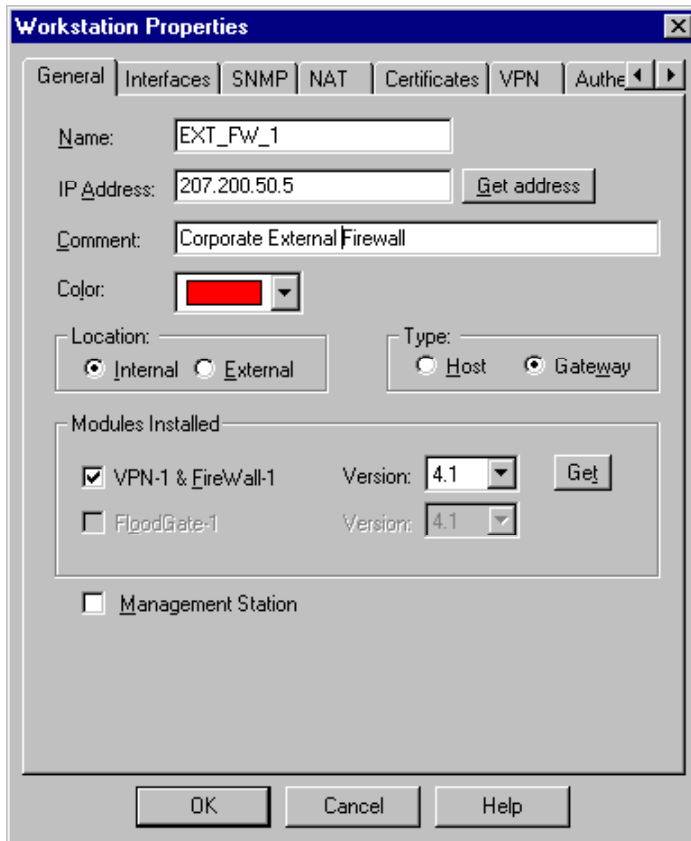 Workstation Properties
General Interfaces SNMP NAT Certificates VPN Authe
Name: EXT_FW_1
IP Address: 207.200.50.5 Get address
Comment: Corporate External Firewall
Color:
Location: Type:
Internal External Host Gateway
Modules Installed
VPN-1 & FireWall-1 Version: 4.1 Get
FloodGate-1 Version: 4.1
Management Station
OK Cancel Help